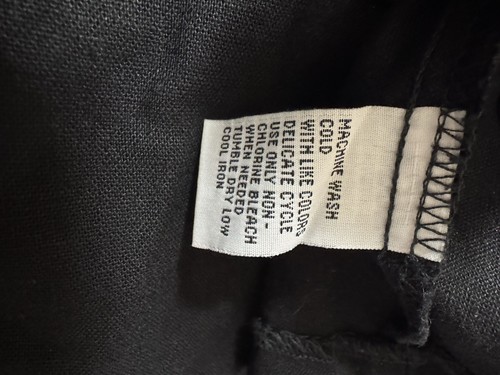 MACHINE WASH
COLD
WITH LIKE COLORS
DELICATE CYCLE
USE ONLY NON-
CHLORINE BLEACH
WHEN NEEDED
TUMBLE DRY LOW
COOL IRON